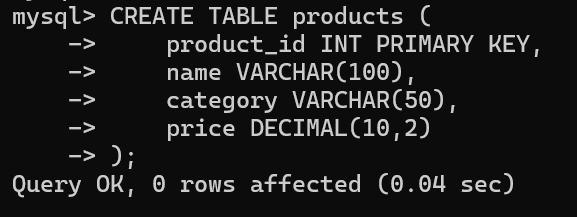 mysql> CREATE TABLE products (
    ->     product_id INT PRIMARY KEY,
    ->     name VARCHAR(100),
    ->     category VARCHAR(50),
    ->     price DECIMAL(10,2)
    -> );
Query OK, 0 rows affected (0.04 sec)